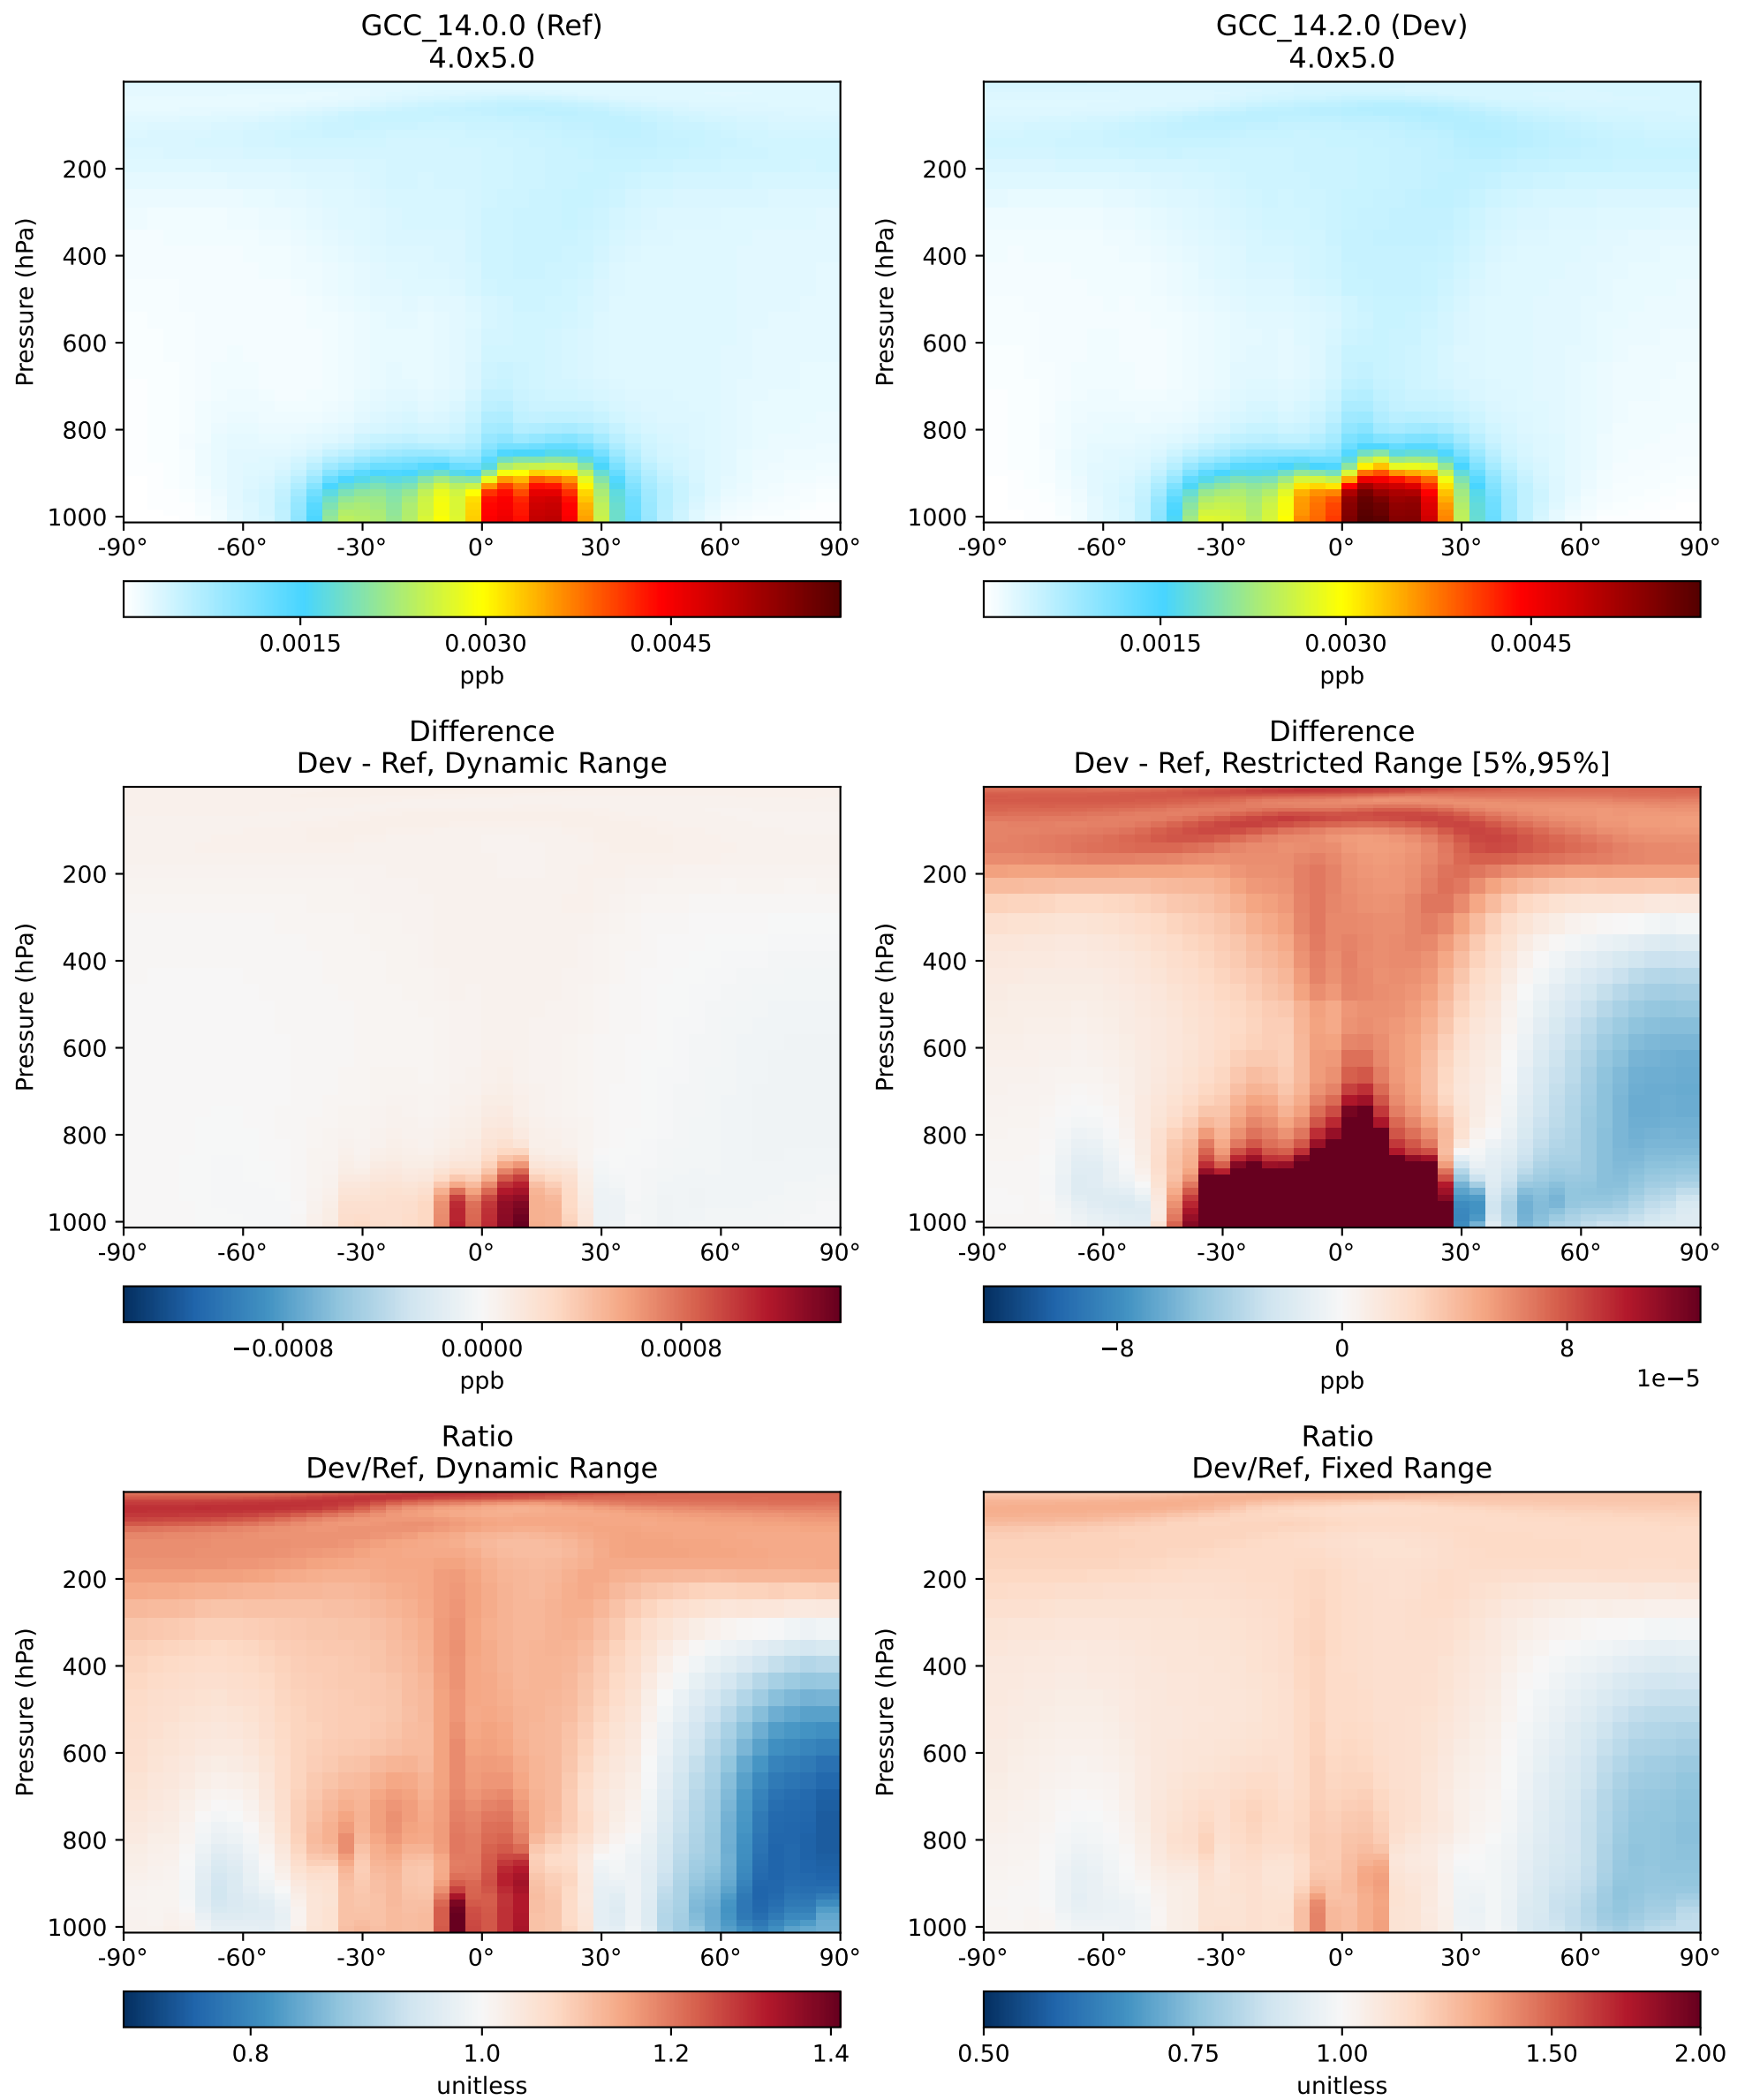 GCC_14.0.0 (Ref)
4.0x5.0
Pressure (hPa)
200
400
600
800
1000
-90° -60° -30° 0° 30° 60° 90°
0.0015 0.0030 0.0045
ppb
GCC_14.2.0 (Dev)
4.0x5.0
Pressure (hPa)
200
400
600
800
1000
-90° -60° -30° 0° 30° 60° 90°
0.0015 0.0030 0.0045
ppb
Difference
Dev - Ref, Dynamic Range
Pressure (hPa)
200
400
600
800
1000
-90° -60° -30° 0° 30° 60° 90°
−0.0008 0.0000 0.0008
ppb
Difference
Dev - Ref, Restricted Range [5%,95%]
Pressure (hPa)
200
400
600
800
1000
-90° -60° -30° 0° 30° 60° 90°
−8 0 8
ppb
1e−5
Ratio
Dev/Ref, Dynamic Range
Pressure (hPa)
200
400
600
800
1000
-90° -60° -30° 0° 30° 60° 90°
0.8 1.0 1.2 1.4
unitless
Ratio
Dev/Ref, Fixed Range
Pressure (hPa)
200
400
600
800
1000
-90° -60° -30° 0° 30° 60° 90°
0.50 0.75 1.00 1.50 2.00
unitless